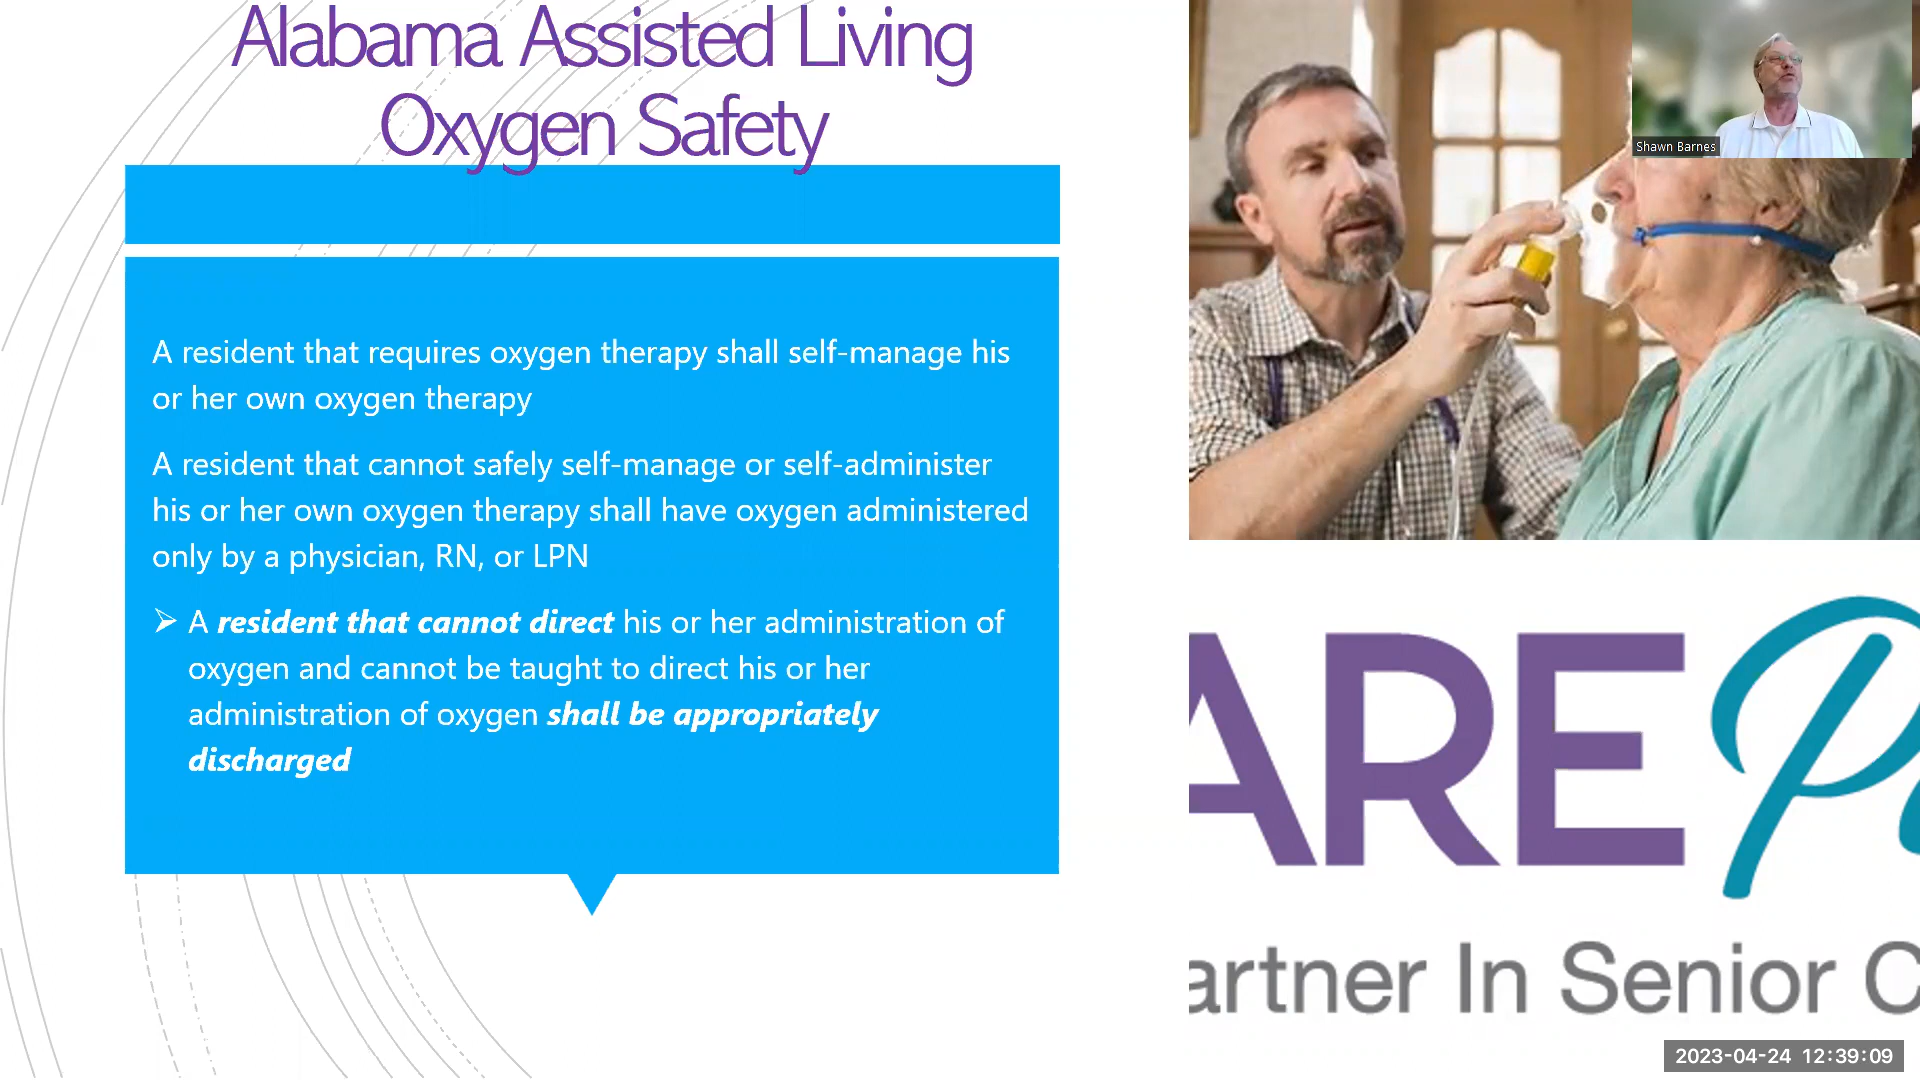 Alabama Assisted Living
Oxygen Safety
A resident that requires oxygen therapy shall self-manage his
or her own oxygen therapy
A resident that cannot safely self-manage or self-administer
his or her own oxygen therapy shall have oxygen administered
only by a physician, RN, or LPN
➢ A resident that cannot direct his or her administration of
oxygen and cannot be taught to direct his or her
administration of oxygen shall be appropriately
discharged
Shawn Barnes
ARE P
artner In Senior C
2023-04-24 12:39:09